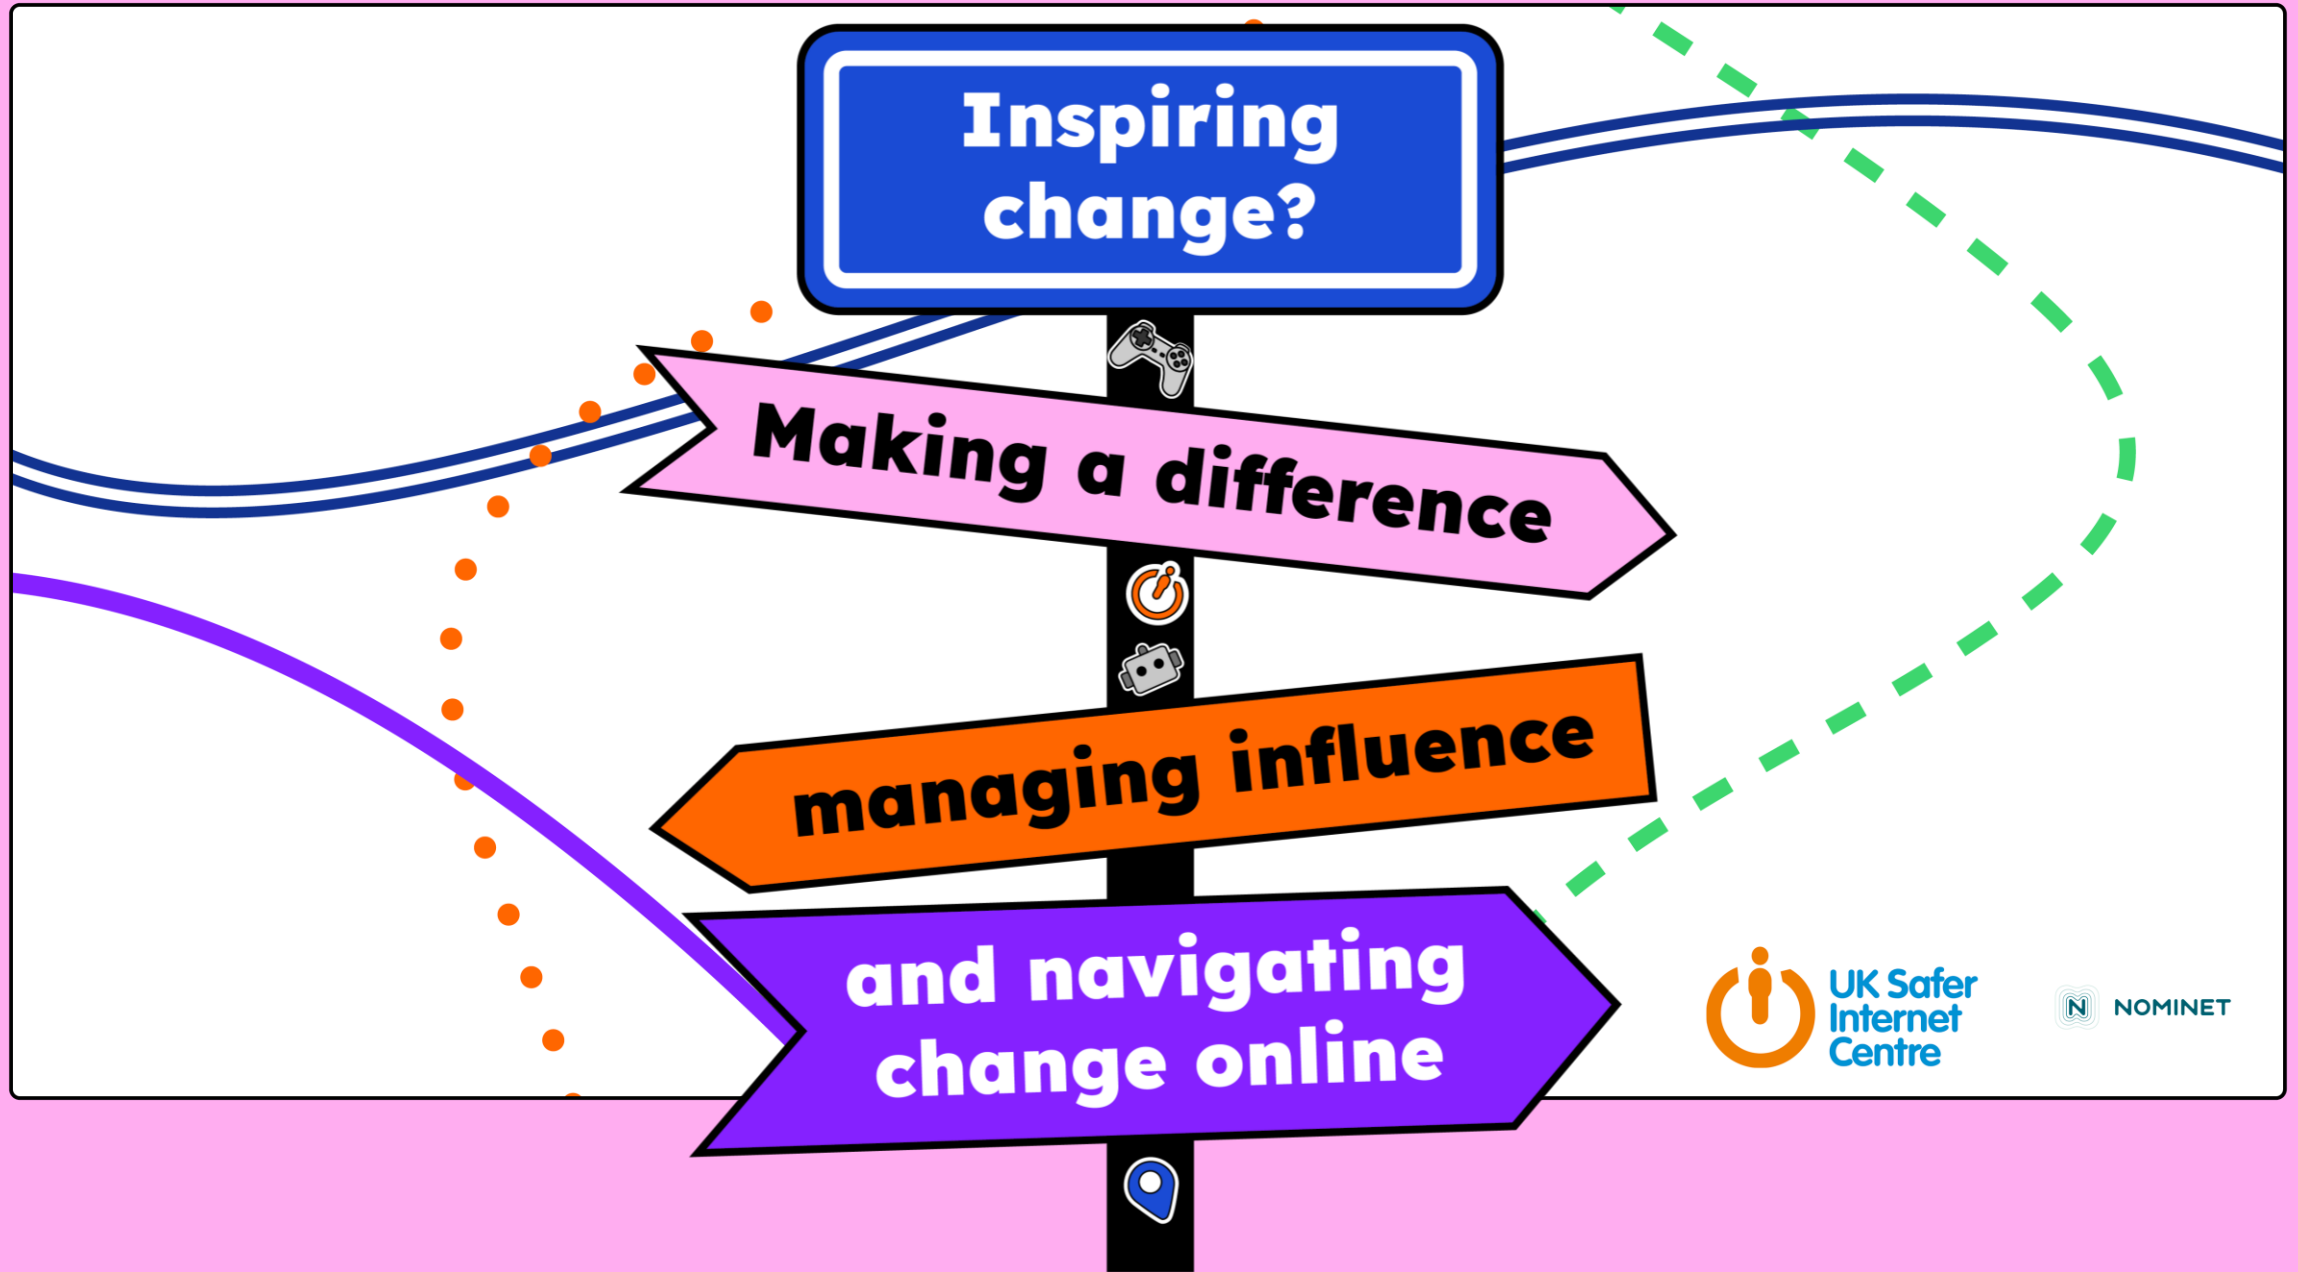 Inspiring
change?
Making a difference
managing influence
and navigating
change online
UK Safer
Internet
Centre
N NOMINET